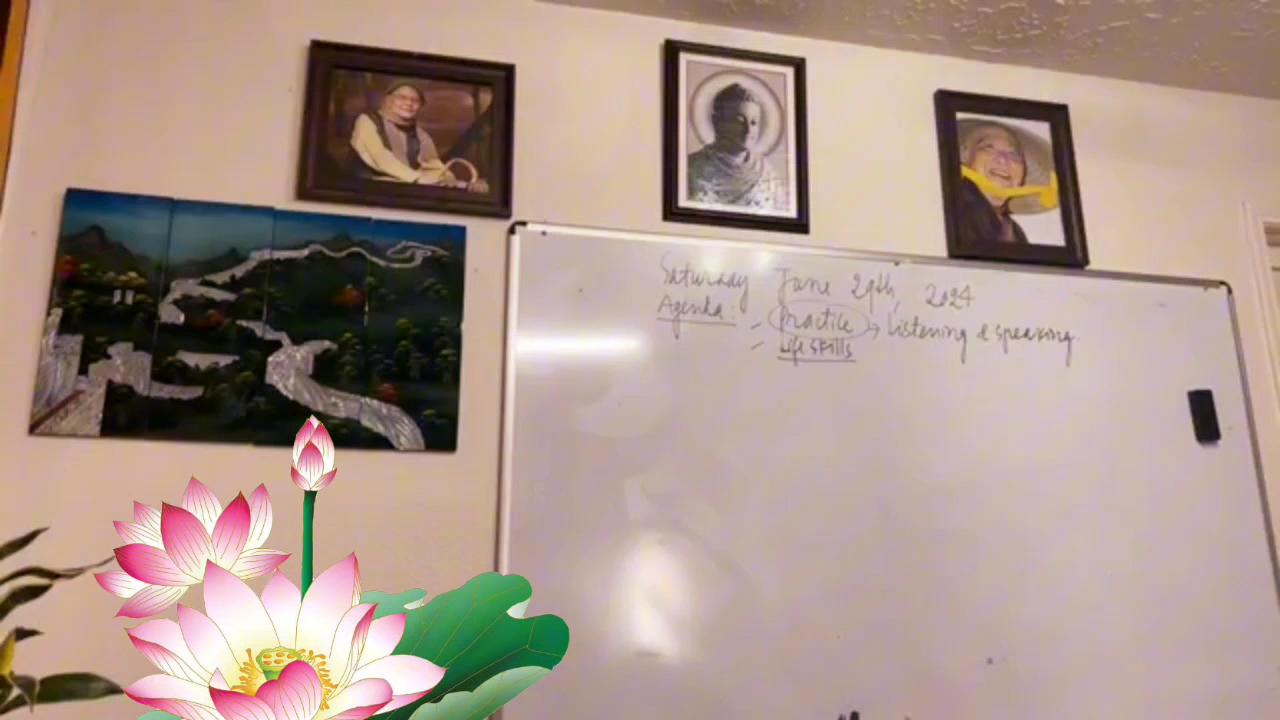 Saturday June 29th, 2024
Agenda: - Practice → Listening & speaking.
- Life skills